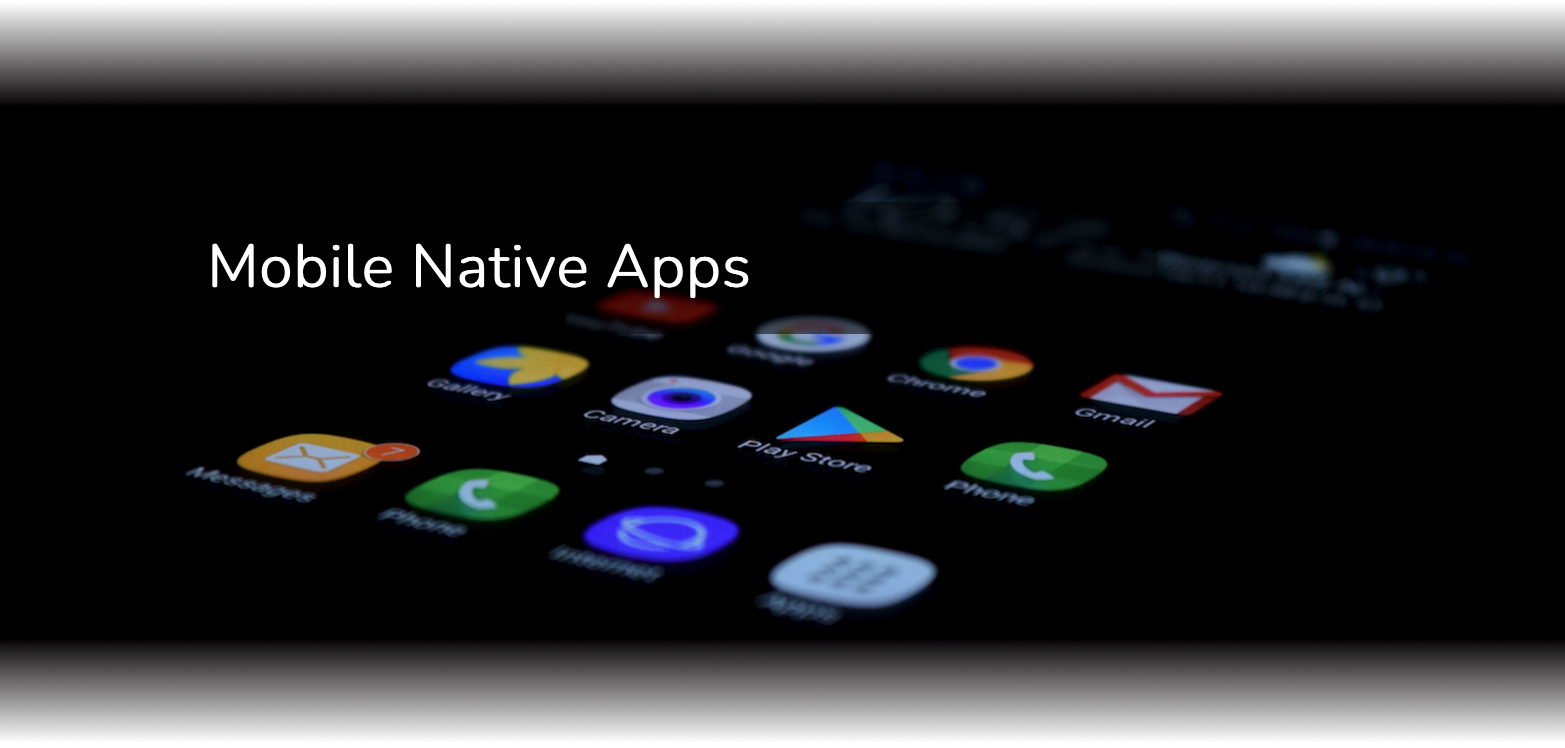 Mobile Native Apps
YouTube
Google
Chrome
Gmail
Gallery
Camera
Play Store
Phone
Messages
7
Phone
Internet
Apps